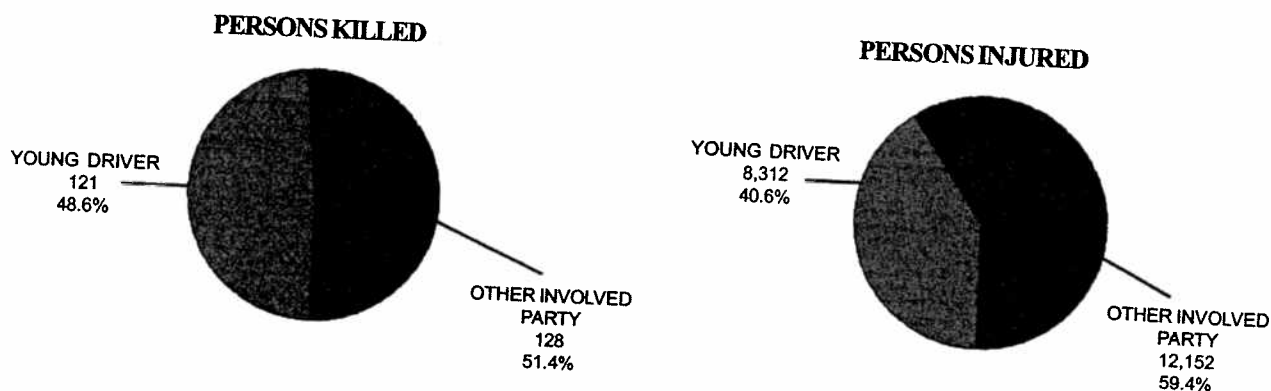 PERSONS KILLED
YOUNG DRIVER
121
48.6%
OTHER INVOLVED
PARTY
128
51.4%
PERSONS INJURED
YOUNG DRIVER
8,312
40.6%
OTHER INVOLVED
PARTY
12,152
59.4%